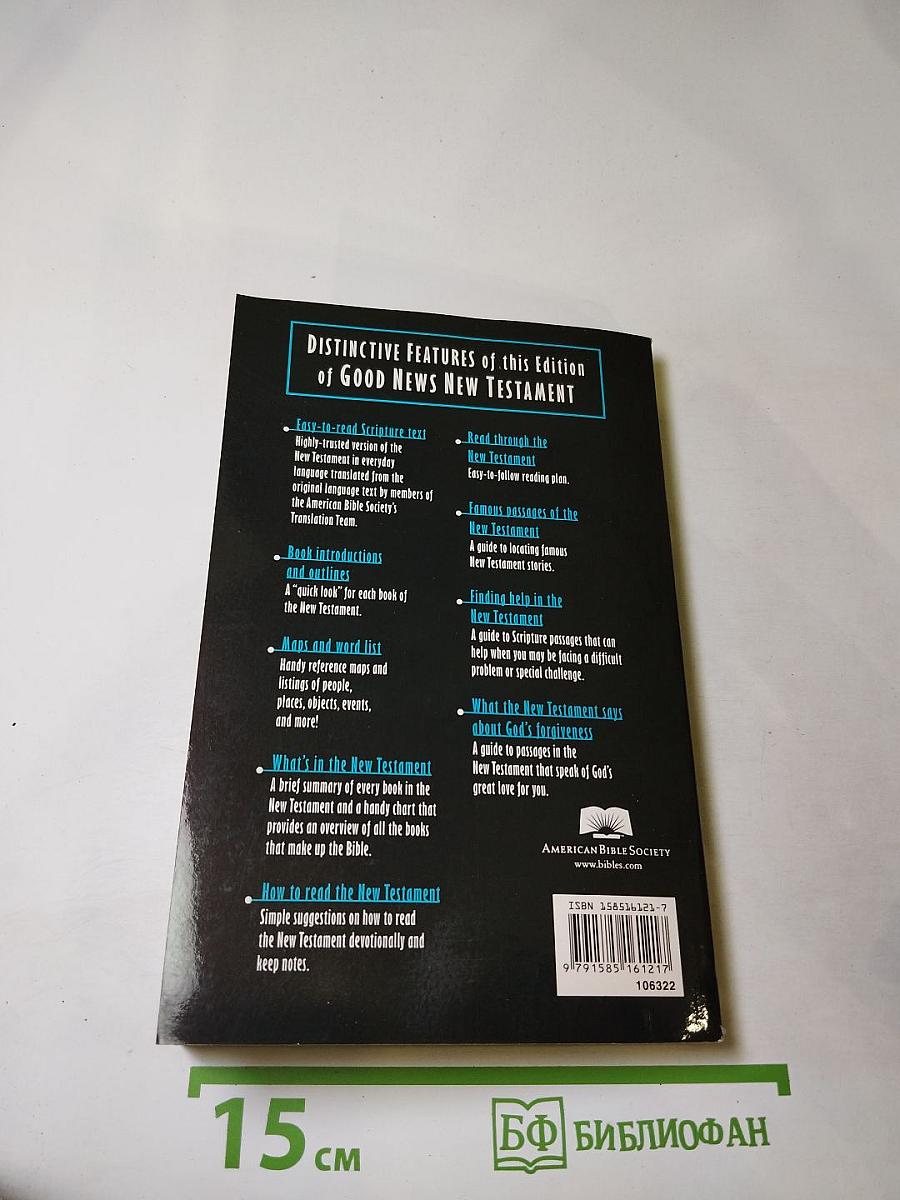 DISTINCTIVE FEATURES of this Edition
of GOOD NEWS NEW TESTAMENT
Easy-to-read Scripture text
Highly-trusted version of the
New Testament in everyday
language translated from the
original language text by members of
the American Bible Society's
Translation Team.
Book introductions
and outlines
A "quick look" for each book of
the New Testament.
Maps and word list
Handy reference maps and
listings of people,
places, objects, events,
and more!
What's in the New Testament
A brief summary of every book in the
New Testament and a handy chart that
provides an overview of all the books
that make up the Bible.
How to read the New Testament
Simple suggestions on how to read
the New Testament devotionally and
keep notes.
Read through the
New Testament
Easy-to-follow reading plan.
Famous passages of the
New Testament
A guide to locating famous
New Testament stories.
Finding help in the
New Testament
A guide to Scripture passages that can
help when you may be facing a difficult
problem or special challenge.
What the New Testament says
about God's forgiveness
A guide to passages in the
New Testament that speak of God's
great love for you.
AMERICAN BIBLE SOCIETY
www.bibles.com
ISBN 158516121-7
9 791585 161217
106322
15 см
БФ БИБЛИОФАН